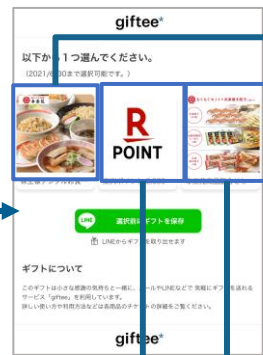 giftee*
以下から1つ選んでください。
(2021/6/30まで選択可能です。)
R
POINT
LINE
選択前にギフトを保存
LINEからギフトを取り出せます
ギフトについて
このギフトは小さな感謝の気持ちと一緒に、メールやLINEなどで 気軽にギフトを送れる
サービス「giftee」を利用しています。
詳しい使い方や利用方法などは各商品のチケットの詳細をご覧ください。
giftee*